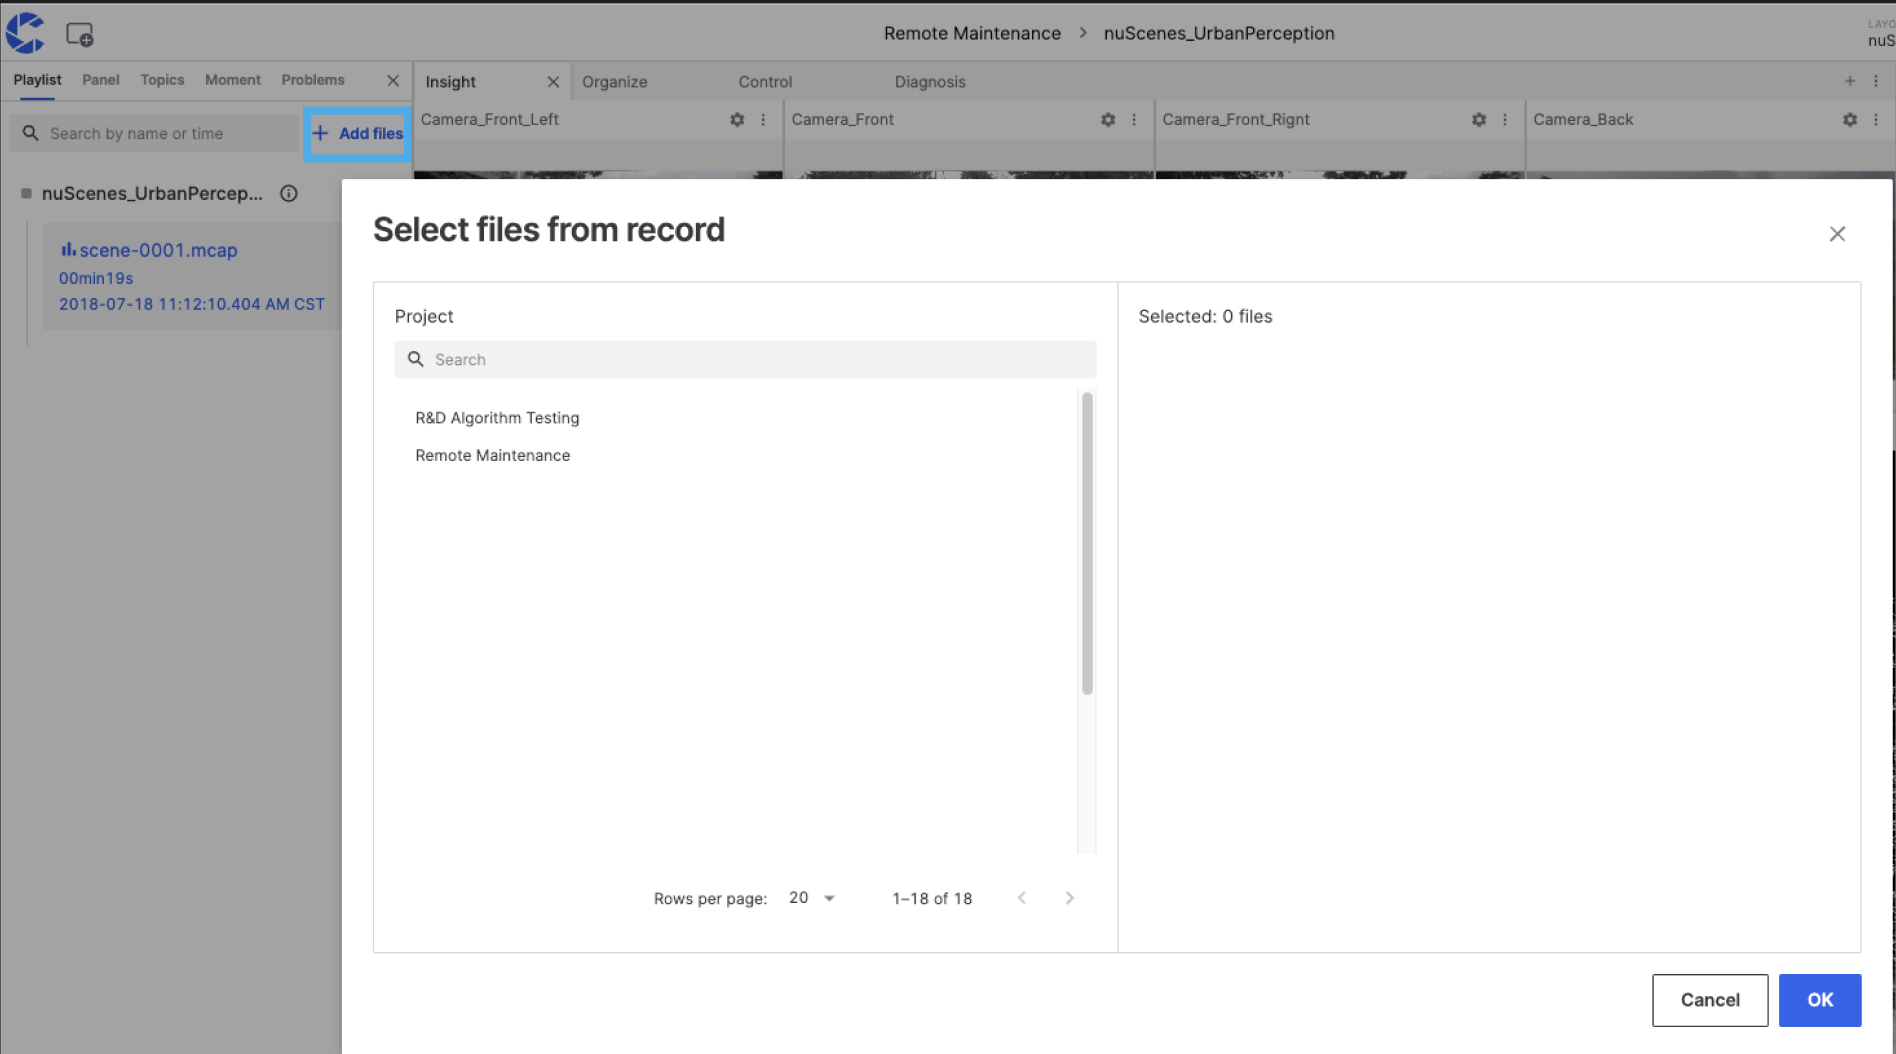 Remote Maintenance > nuScenes_UrbanPerception
LAYO
nuS
Playlist Panel Topics Moment Problems
Insight Organize Control Diagnosis
Search by name or time
+ Add files
Camera_Front_Left Camera_Front Camera_Front_Rignt Camera_Back
nuScenes_UrbanPercep...
scene-0001.mcap
00min19s
2018-07-18 11:12:10.404 AM CST
Select files from record
Project
Selected: 0 files
Search
R&D Algorithm Testing
Remote Maintenance
Rows per page: 20 1–18 of 18
Cancel OK